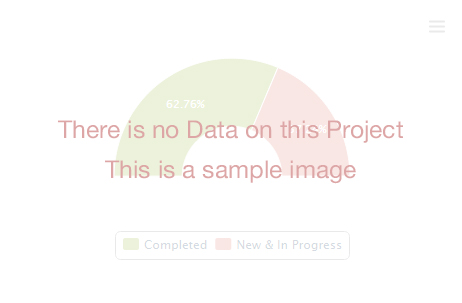 62.76%
There is no Data on this Project
This is a sample image
Completed New & In Progress